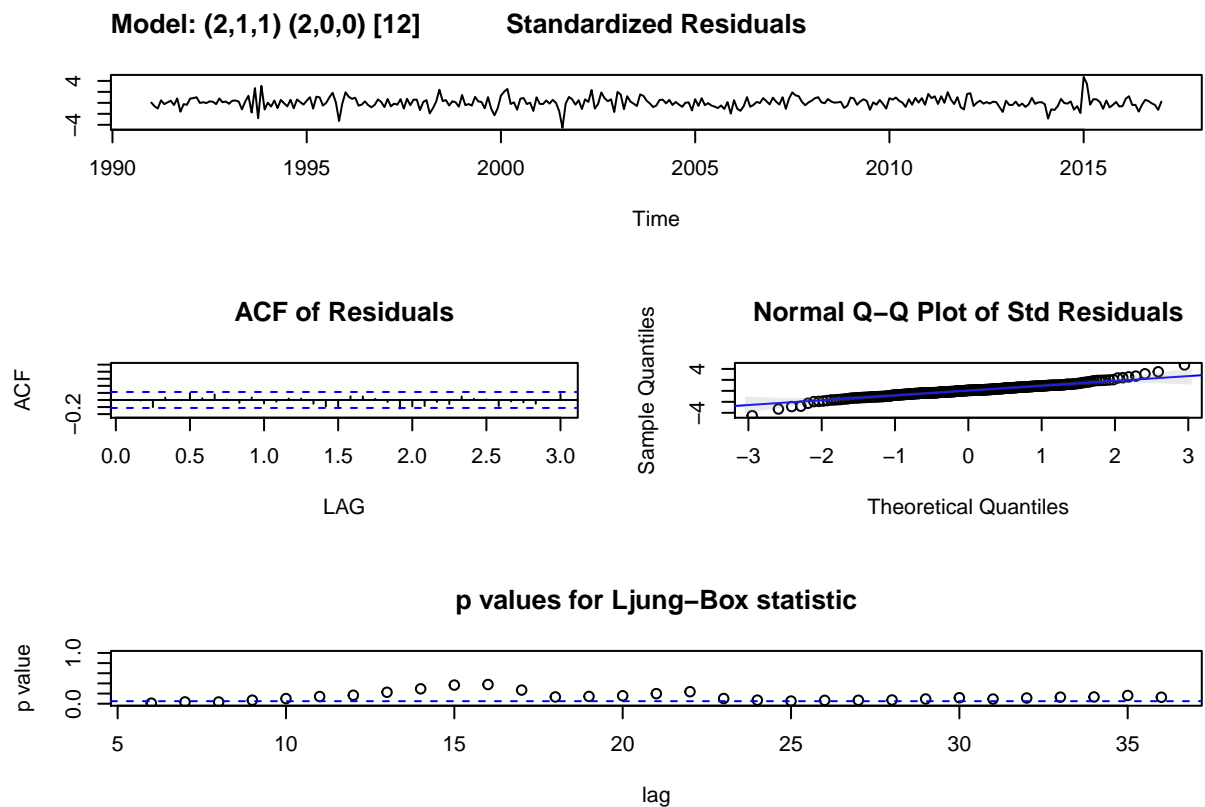 Model: (2,1,1) (2,0,0) [12] Standardized Residuals
4
−4
1990 1995 2000 2005 2010 2015
Time
ACF of Residuals
ACF
−0.2
0.0 0.5 1.0 1.5 2.0 2.5 3.0
LAG
Normal Q−Q Plot of Std Residuals
Sample Quantiles
4
−4
−3 −2 −1 0 1 2 3
Theoretical Quantiles
p values for Ljung−Box statistic
p value
1.0
0.0
5 10 15 20 25 30 35
lag